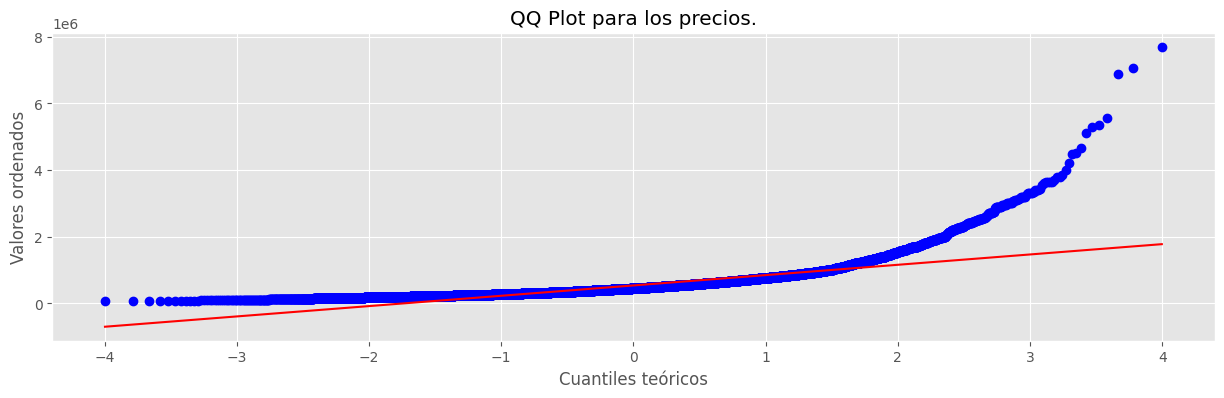 QQ Plot para los precios.
1e6
8
6
4
2
0
Valores ordenados
−4 −3 −2 −1 0 1 2 3 4
Cuantiles teóricos